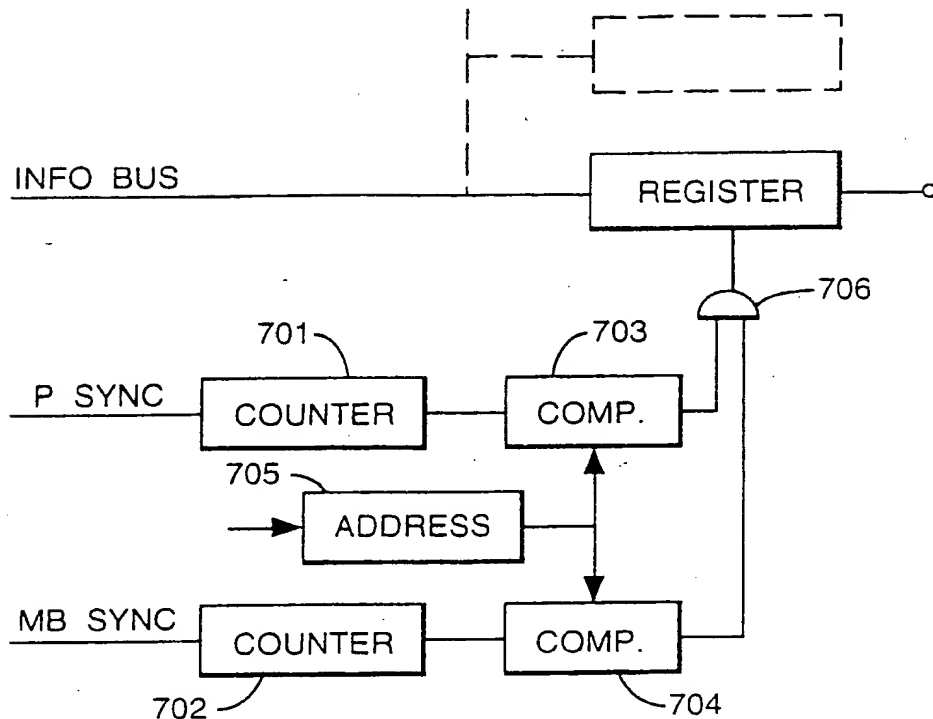 INFO BUS
REGISTER
706
701
703
P SYNC
COUNTER
COMP.
705
ADDRESS
MB SYNC
COUNTER
COMP.
702
704